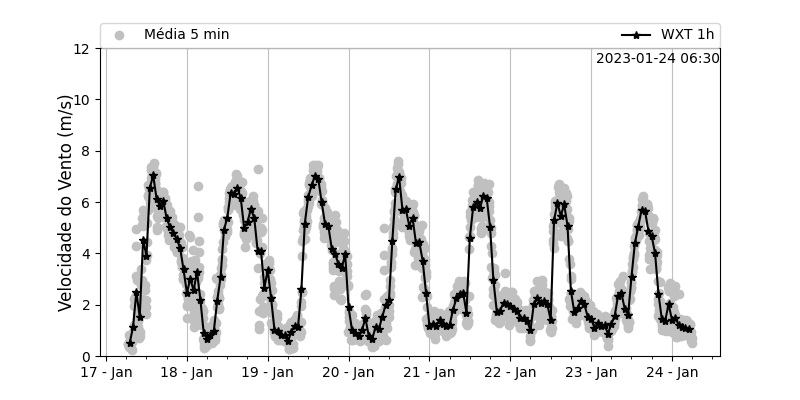 Média 5 min
WXT 1h
2023-01-24 06:30
Velocidade do Vento (m/s)
12
10
8
6
4
2
0
17 - Jan
18 - Jan
19 - Jan
20 - Jan
21 - Jan
22 - Jan
23 - Jan
24 - Jan